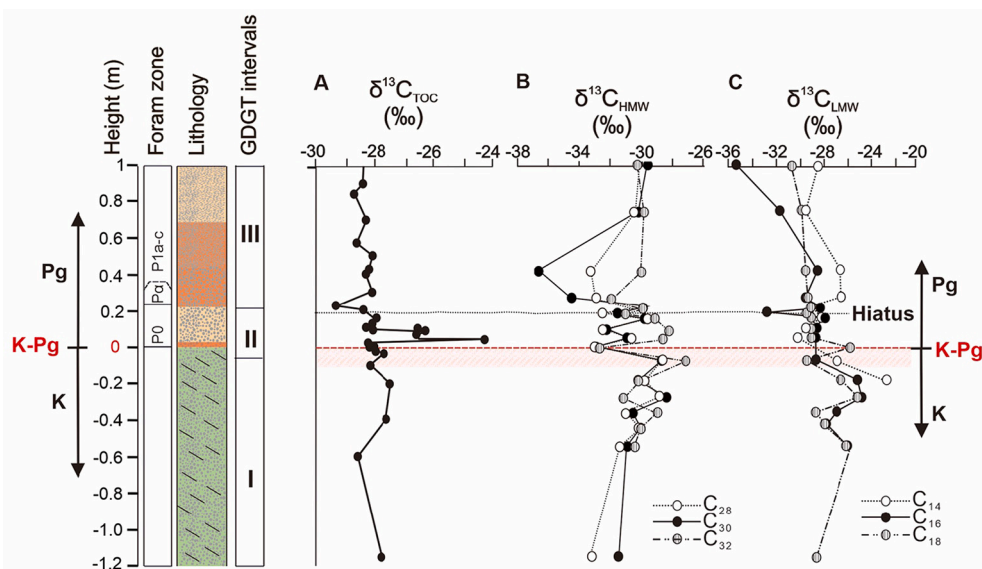 Height (m)
Foram zone
Lithology
GDGT intervals
A
δ¹³C_TOC
(‰)
B
δ¹³C_HMW
(‰)
C
δ¹³C_LMW
(‰)
-30 -28 -26 -24
-38 -34 -30 -26
-36 -32 -28 -24 -20
1
0.8
0.6
0.4
0.2
0
-0.2
-0.4
-0.6
-0.8
-1.0
-1.2
Pg
K-Pg
K
P1a-c
Pα
P0
III
II
I
Pg
Hiatus
K-Pg
K
C₂₈
C₃₀
C₃₂
C₁₄
C₁₆
C₁₈